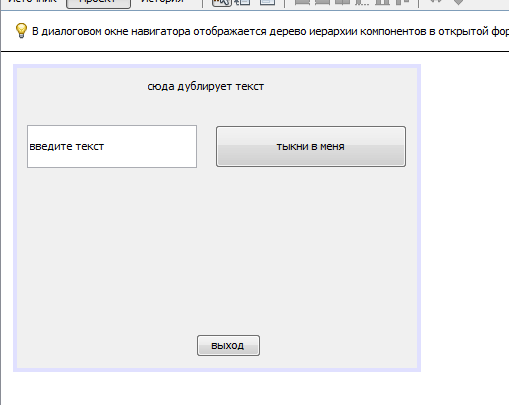 Источник Проект История
В диалоговом окне навигатора отображается дерево иерархии компонентов в открытой
сюда дублирует текст
введите текст тыкни в меня
выход